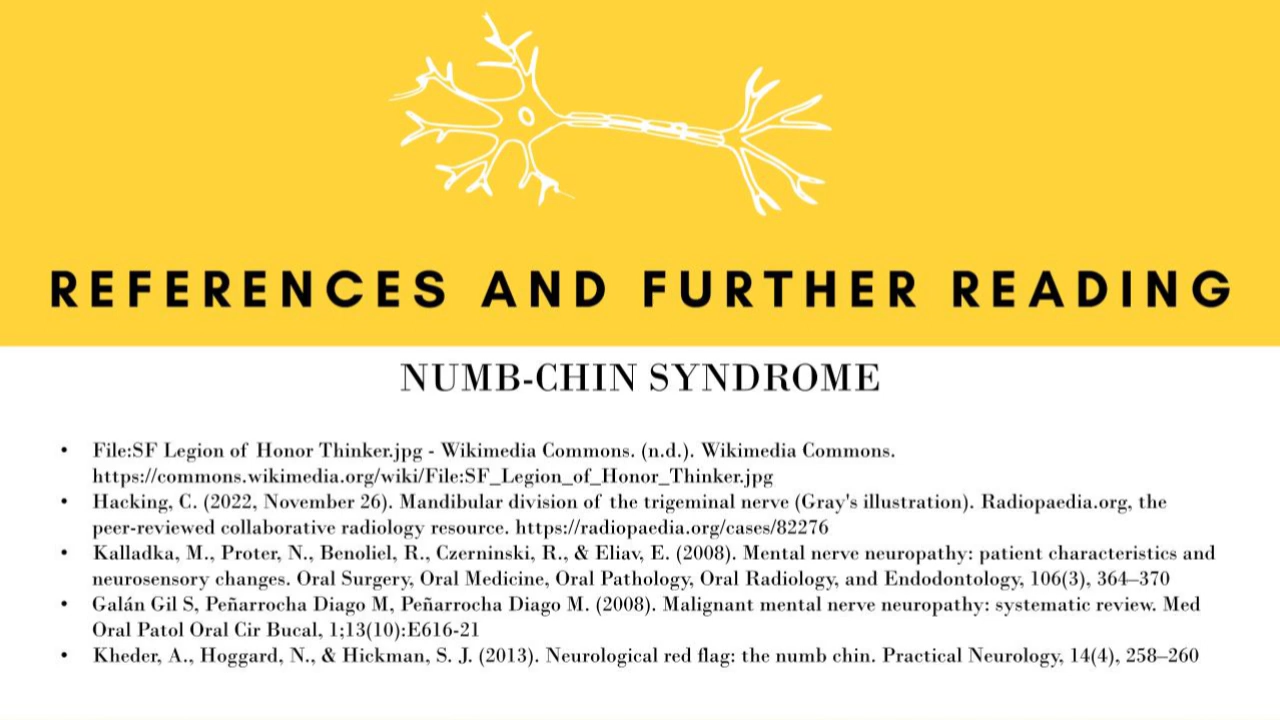 REFERENCES AND FURTHER READING
NUMB-CHIN SYNDROME
• File:SF Legion of Honor Thinker.jpg - Wikimedia Commons. (n.d.). Wikimedia Commons.
https://commons.wikimedia.org/wiki/File:SF_Legion_of_Honor_Thinker.jpg
• Hacking, C. (2022, November 26). Mandibular division of the trigeminal nerve (Gray's illustration). Radiopaedia.org, the
peer-reviewed collaborative radiology resource. https://radiopaedia.org/cases/82276
• Kalladka, M., Proter, N., Benoliel, R., Czerninski, R., & Eliav, E. (2008). Mental nerve neuropathy: patient characteristics and
neurosensory changes. Oral Surgery, Oral Medicine, Oral Pathology, Oral Radiology, and Endodontology, 106(3), 364–370
• Galán Gil S, Peñarrocha Diago M, Peñarrocha Diago M. (2008). Malignant mental nerve neuropathy: systematic review. Med
Oral Patol Oral Cir Bucal, 1;13(10):E616-21
• Kheder, A., Hoggard, N., & Hickman, S. J. (2013). Neurological red flag: the numb chin. Practical Neurology, 14(4), 258–260